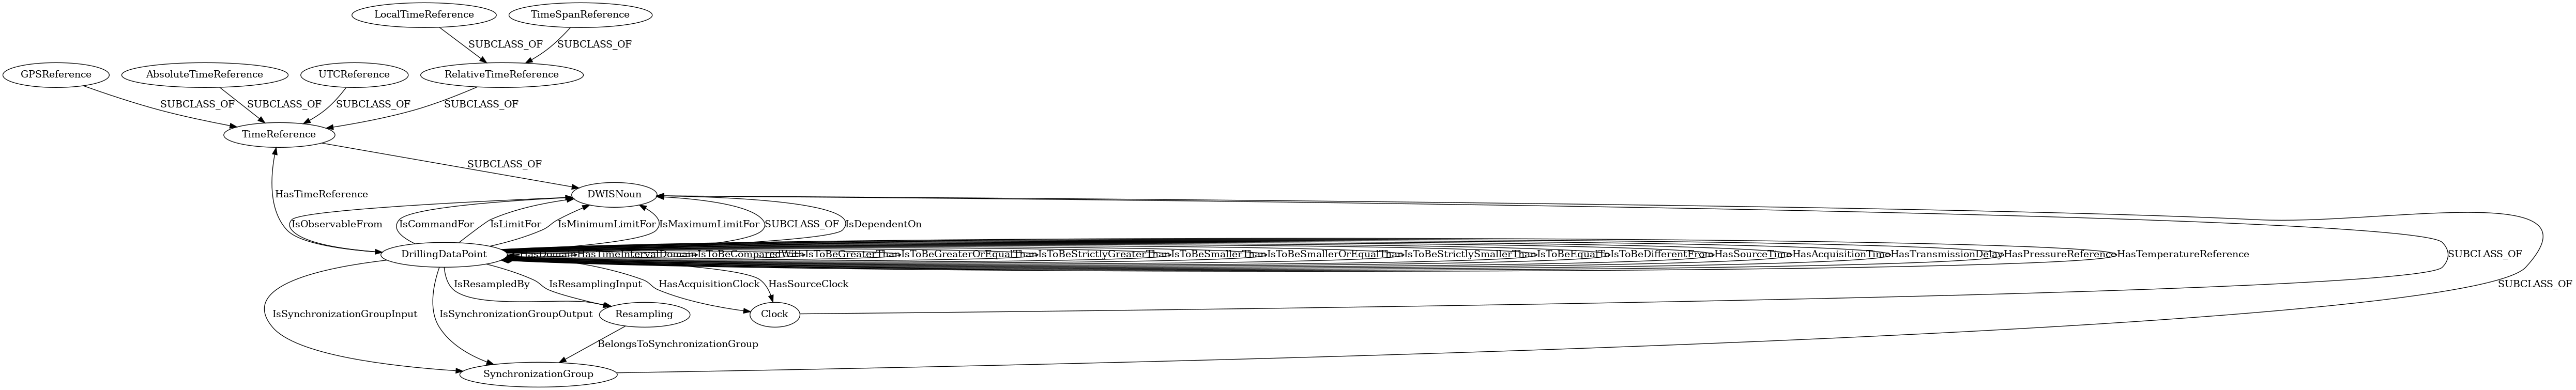 LocalTimeReference
TimeSpanReference
SUBCLASS_OF
SUBCLASS_OF
GPSReference
AbsoluteTimeReference
UTCReference
RelativeTimeReference
SUBCLASS_OF
SUBCLASS_OF
SUBCLASS_OF
SUBCLASS_OF
TimeReference
SUBCLASS_OF
HasTimeReference
DWISNoun
IsObservableFrom
IsCommandFor
IsLimitFor
IsMinimumLimitFor
IsMaximumLimitFor
SUBCLASS_OF
IsDependentOn
DrillingDataPoint
HasDomain
HasTimeIntervalDomain
IsToBeComparedWith
IsToBeGreaterThan
IsToBeGreaterOrEqualThan
IsToBeStrictlyGreaterThan
IsToBeSmallerThan
IsToBeSmallerOrEqualThan
IsToBeStrictlySmallerThan
IsToBeEqualTo
IsToBeDifferentFrom
HasSourceTime
HasAcquisitionTime
HasTransmissionDelay
HasPressureReference
HasTemperatureReference
SUBCLASS_OF
IsResampledBy
IsResamplingInput
HasAcquisitionClock
HasSourceClock
SUBCLASS_OF
IsSynchronizationGroupInput
IsSynchronizationGroupOutput
Resampling
Clock
BelongsToSynchronizationGroup
SynchronizationGroup